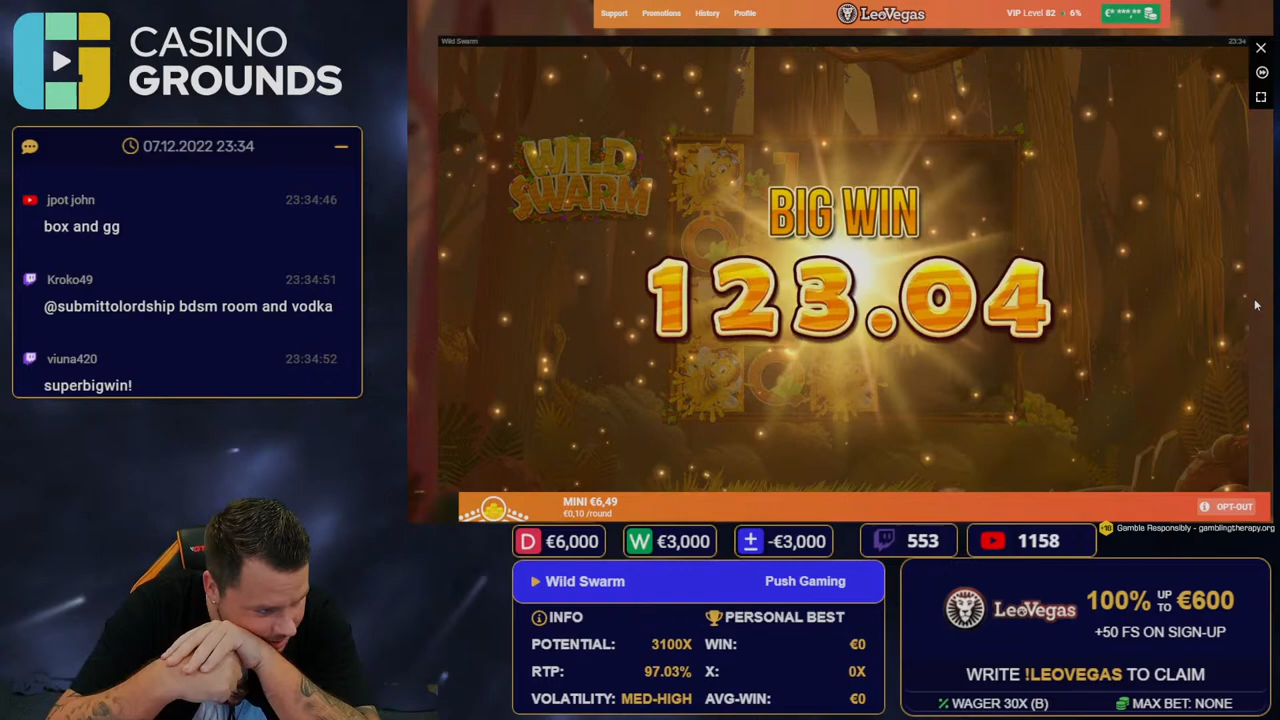 CASINO
GROUNDS
07.12.2022 23:34
jpot john 23:34:46
box and gg
Kroko49 23:34:51
@submittolordship bdsm room and vodka
viuna420 23:34:52
superbigwin!
Support Promotions History Profile
LeoVegas
VIP Level 82 6%
Wild Swarm 23:34
WILD
SWARM
BIG WIN
123.04
MINI €6,49
€0,10 /round
OPT-OUT
D €6,000 W €3,000 -€3,000 553 1158
+18 Gamble Responsibly - gamblingtherapy.org
Wild Swarm Push Gaming
INFO
POTENTIAL: 3100X
RTP: 97.03%
VOLATILITY: MED-HIGH
PERSONAL BEST
WIN: €0
X: 0X
AVG-WIN: €0
LeoVegas
100% UP TO €600
+50 FS ON SIGN-UP
WRITE !LEOVEGAS TO CLAIM
WAGER 30X (B) MAX BET: NONE